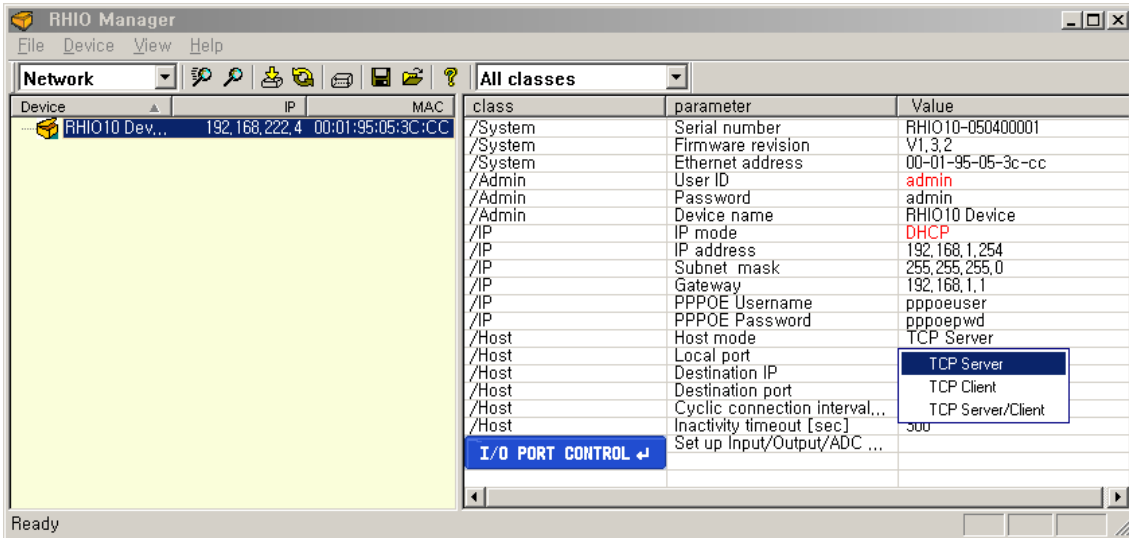 RHIO Manager
File Device View Help
Network All classes
Device IP MAC class parameter Value
RHIO10 Dev... 192,168,222,4 00:01:95:05:3C:CC /System Serial number RHIO10-050400001
/System Firmware revision V1,3,2
/System Ethernet address 00-01-95-05-3c-cc
/Admin User ID admin
/Admin Password admin
/Admin Device name RHIO10 Device
/IP IP mode DHCP
/IP IP address 192,168,1,254
/IP Subnet mask 255,255,255,0
/IP Gateway 192,168,1,1
/IP PPPOE Username pppoeuser
/IP PPPOE Password pppoepwd
/Host Host mode TCP Server
/Host Local port
/Host Destination IP TCP Server
/Host Destination port TCP Client
/Host Cyclic connection interval,,, TCP Server/Client
/Host Inactivity timeout [sec] 300
I/O PORT CONTROL ↵ Set up Input/Output/ADC ...
Ready